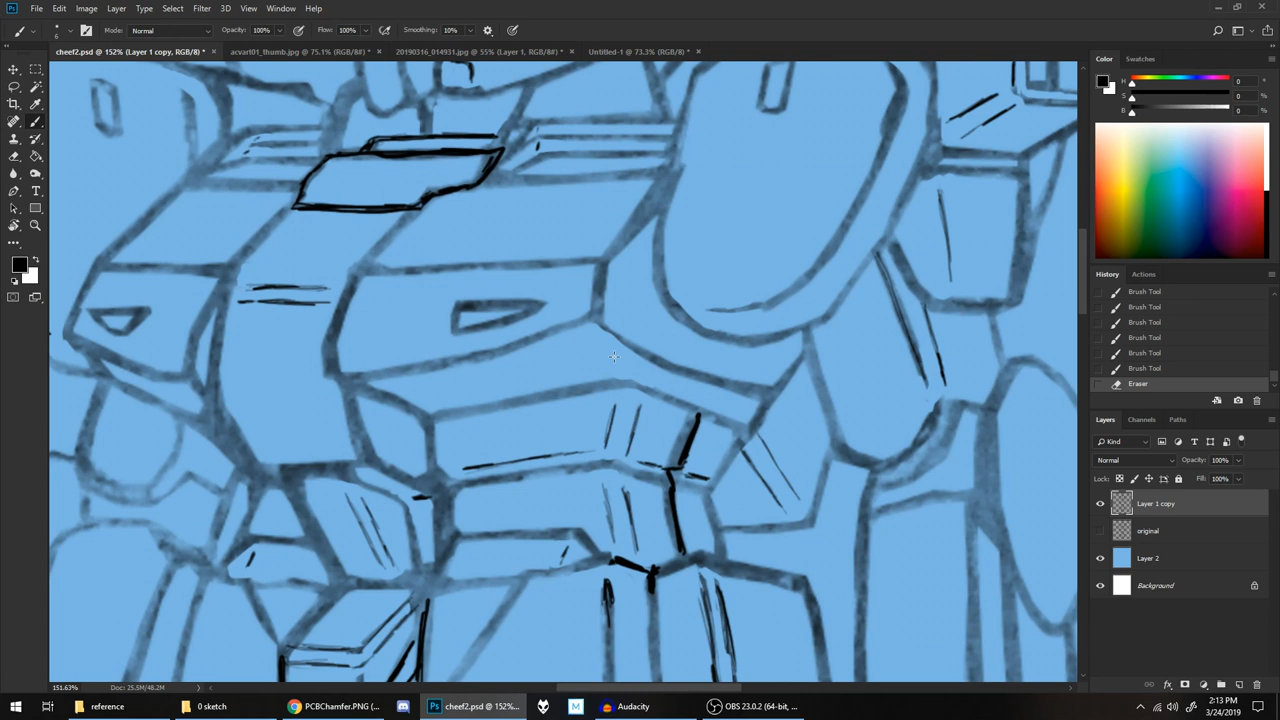 File Edit Image Layer Type Select Filter 3D View Window Help
6 Mode: Normal Opacity: 100% Flow: 100% Smoothing: 10%
cheef2.psd @ 152% (Layer 1 copy, RGB/8) * × acvart01_thumb.jpg @ 75.1% (RGB/8#) * × 20190316_014931.jpg @ 55% (Layer 1, RGB/8#) * × Untitled-1 @ 73.3% (RGB/8) * ×
Color Swatches
H 0 °
S 0 %
B 0 %
History Actions
Brush Tool
Brush Tool
Brush Tool
Brush Tool
Brush Tool
Brush Tool
Eraser
Layers Channels Paths
Kind
Normal Opacity: 100%
Lock: Fill: 100%
Layer 1 copy
original
Layer 2
Background
151.63% Doc: 25.5M/48.2M
reference 0 sketch PCBChamfer.PNG (... cheef2.psd @ 152%... Audacity OBS 23.0.2 (64-bit, ...
2:13 PM
3/24/2019